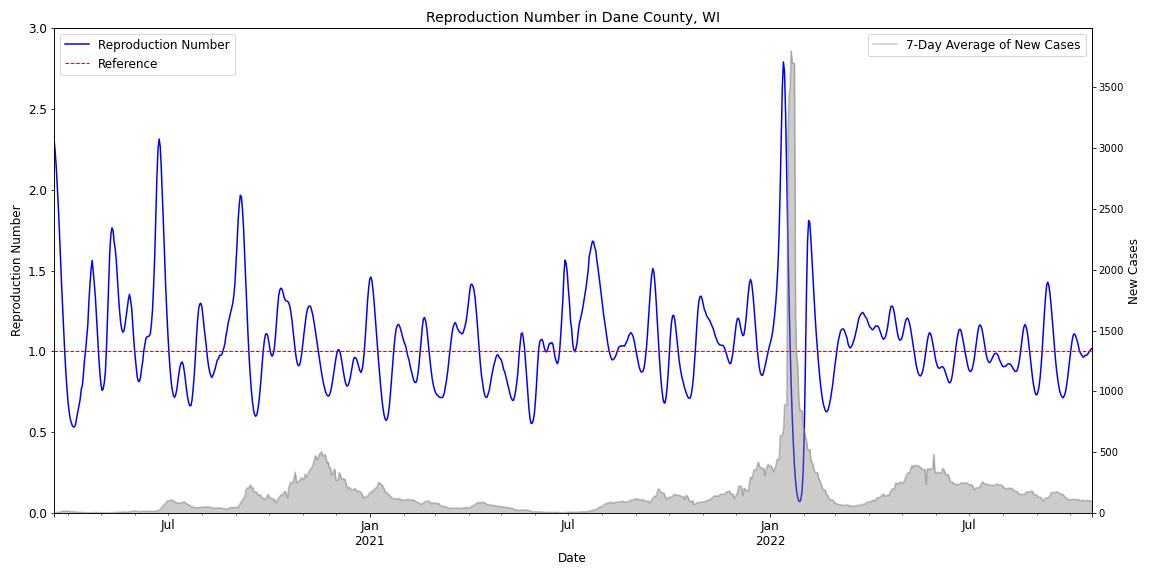 Reproduction Number in Dane County, WI
Reproduction Number
Reference
7-Day Average of New Cases
3.0
2.5
2.0
1.5
1.0
0.5
0.0
Reproduction Number
3500
3000
2500
2000
1500
1000
500
0
New Cases
Jul
Jan
2021
Jul
Jan
2022
Jul
Date